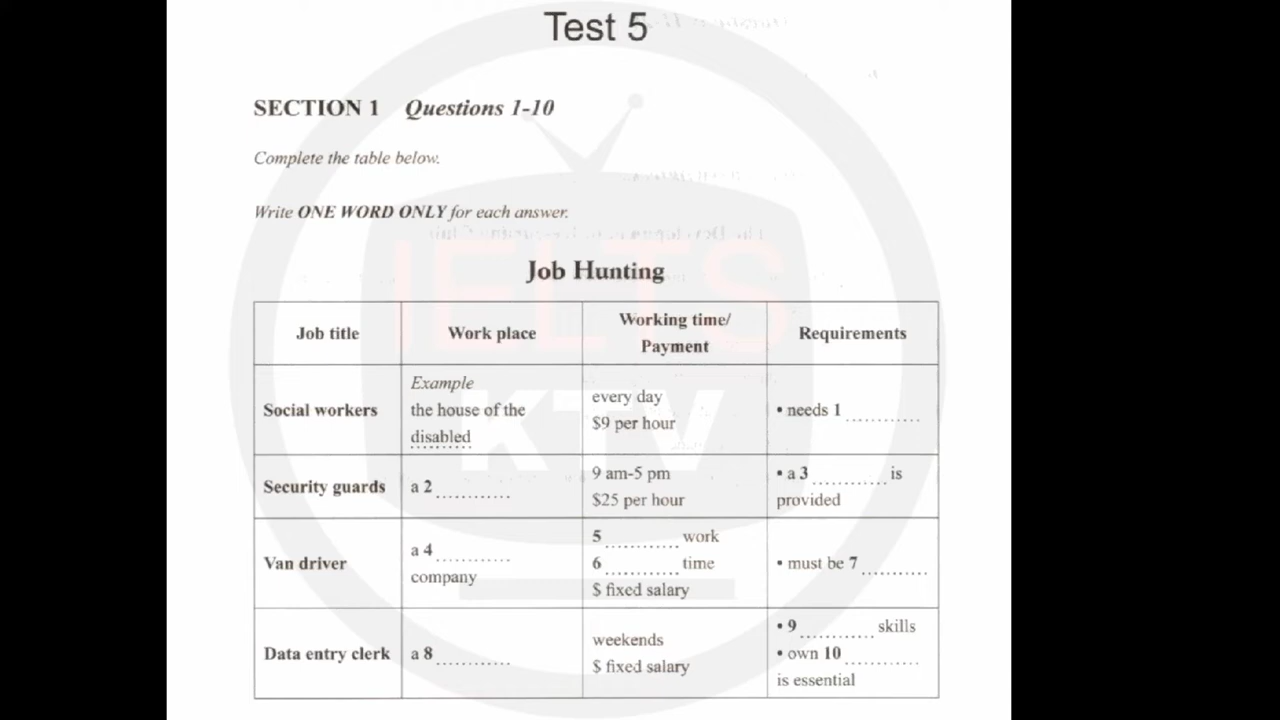 Test 5
SECTION 1 Questions 1-10
Complete the table below.
Write ONE WORD ONLY for each answer.
Job Hunting
Job title
Work place
Working time/
Payment
Requirements
Social workers
Example
the house of the
disabled
every day
$9 per hour
• needs 1 ............
Security guards
a 2 ............
9 am-5 pm
$25 per hour
• a 3 ............ is
provided
Van driver
a 4 ............
company
5 ............ work
6 ............ time
$ fixed salary
• must be 7 ............
Data entry clerk
a 8 ............
weekends
$ fixed salary
• 9 ............ skills
• own 10 ............
is essential
IELTS
KTV